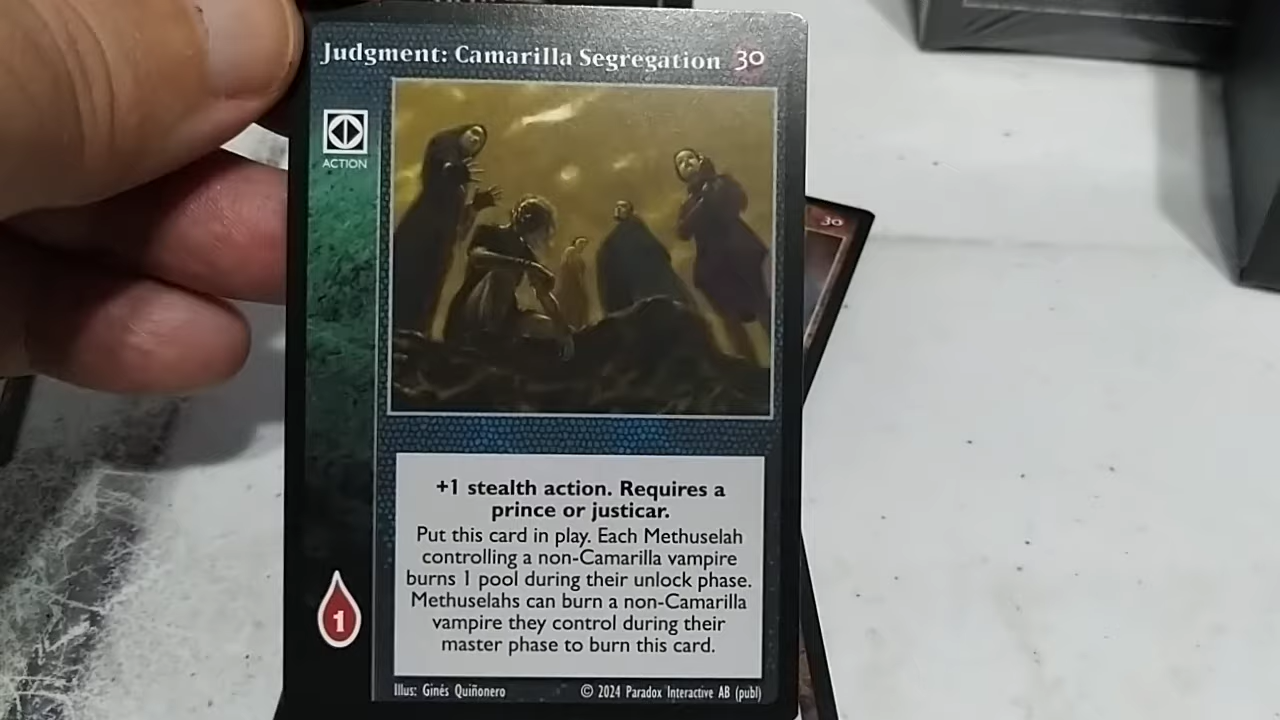 Judgment: Camarilla Segregation 30
ACTION
30
+1 stealth action. Requires a
prince or justicar.
Put this card in play. Each Methuselah
controlling a non-Camarilla vampire
burns 1 pool during their unlock phase.
Methuselahs can burn a non-Camarilla
vampire they control during their
master phase to burn this card.
1
Illus: Ginés Quiñonero © 2024 Paradox Interactive AB (publ)